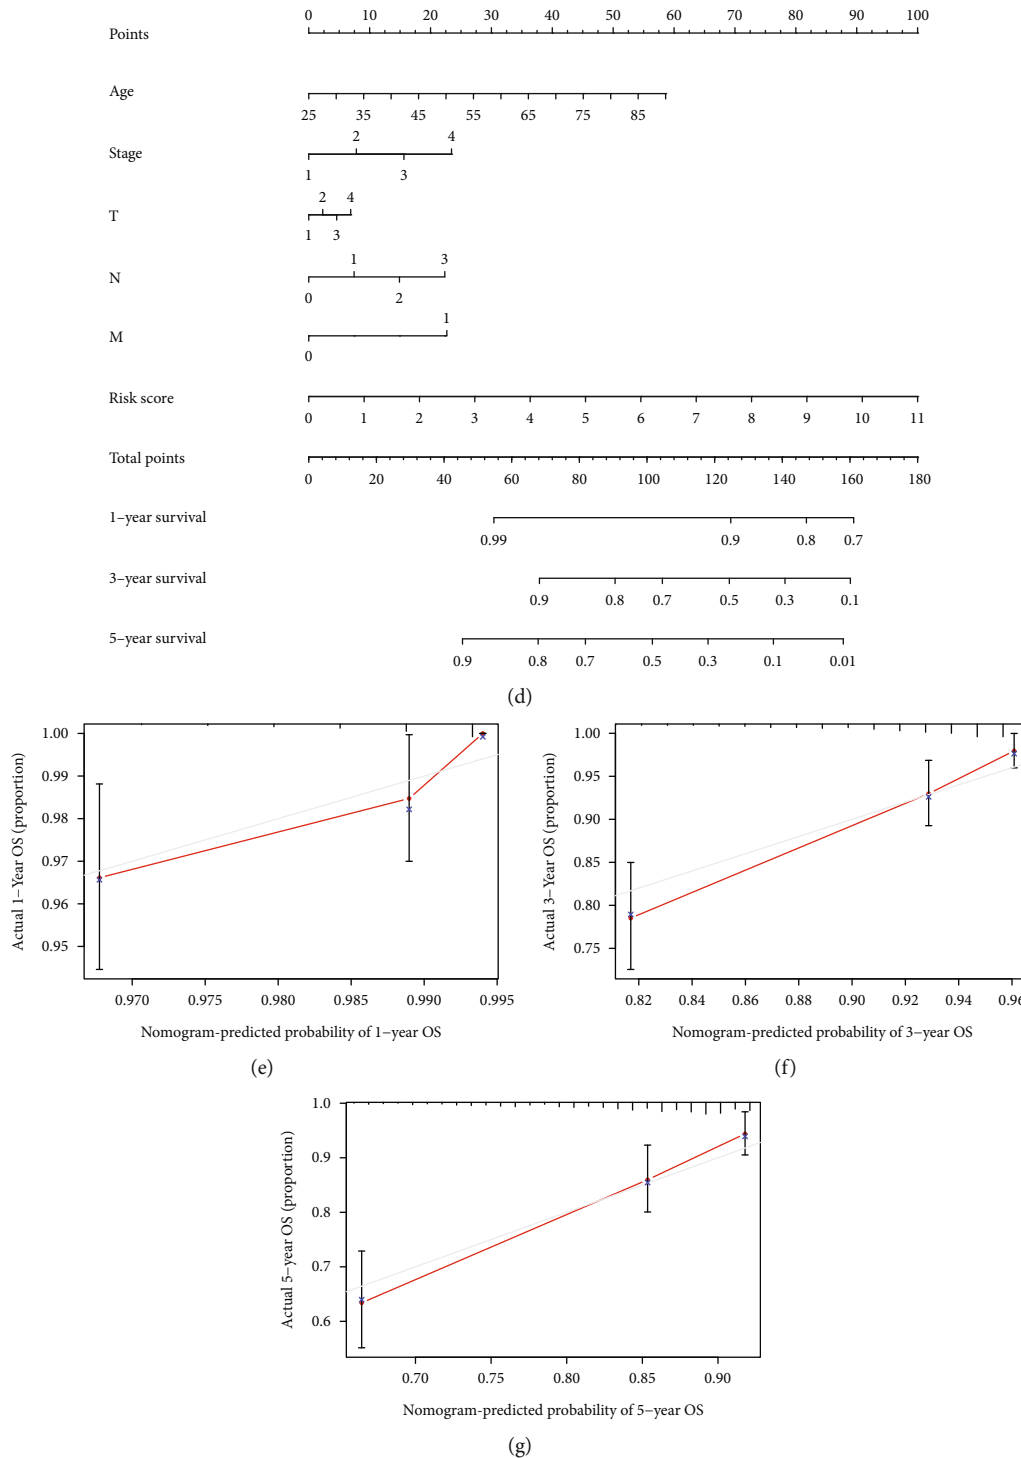 0 10 20 30 40 50 60 70 80 90 100
Points
Age
25 35 45 55 65 75 85
2 4
Stage
1 3
2 4
T
1 3
1 3
N
0 2
1
M
0
Risk score
0 1 2 3 4 5 6 7 8 9 10 11
Total points
0 20 40 60 80 100 120 140 160 180
1–year survival
0.99 0.9 0.8 0.7
3–year survival
0.9 0.8 0.7 0.5 0.3 0.1
5–year survival
0.9 0.8 0.7 0.5 0.3 0.1 0.01
(d)
Actual 1–Year OS (proportion)
1.00
0.99
0.98
0.97
0.96
0.95
0.970 0.975 0.980 0.985 0.990 0.995
Nomogram-predicted probability of 1–year OS
(e)
Actual 3–Year OS (proportion)
1.00
0.95
0.90
0.85
0.80
0.75
0.82 0.84 0.86 0.88 0.90 0.92 0.94 0.96
Nomogram-predicted probability of 3–year OS
(f)
Actual 5–year OS (proportion)
1.0
0.9
0.8
0.7
0.6
0.70 0.75 0.80 0.85 0.90
Nomogram-predicted probability of 5–year OS
(g)